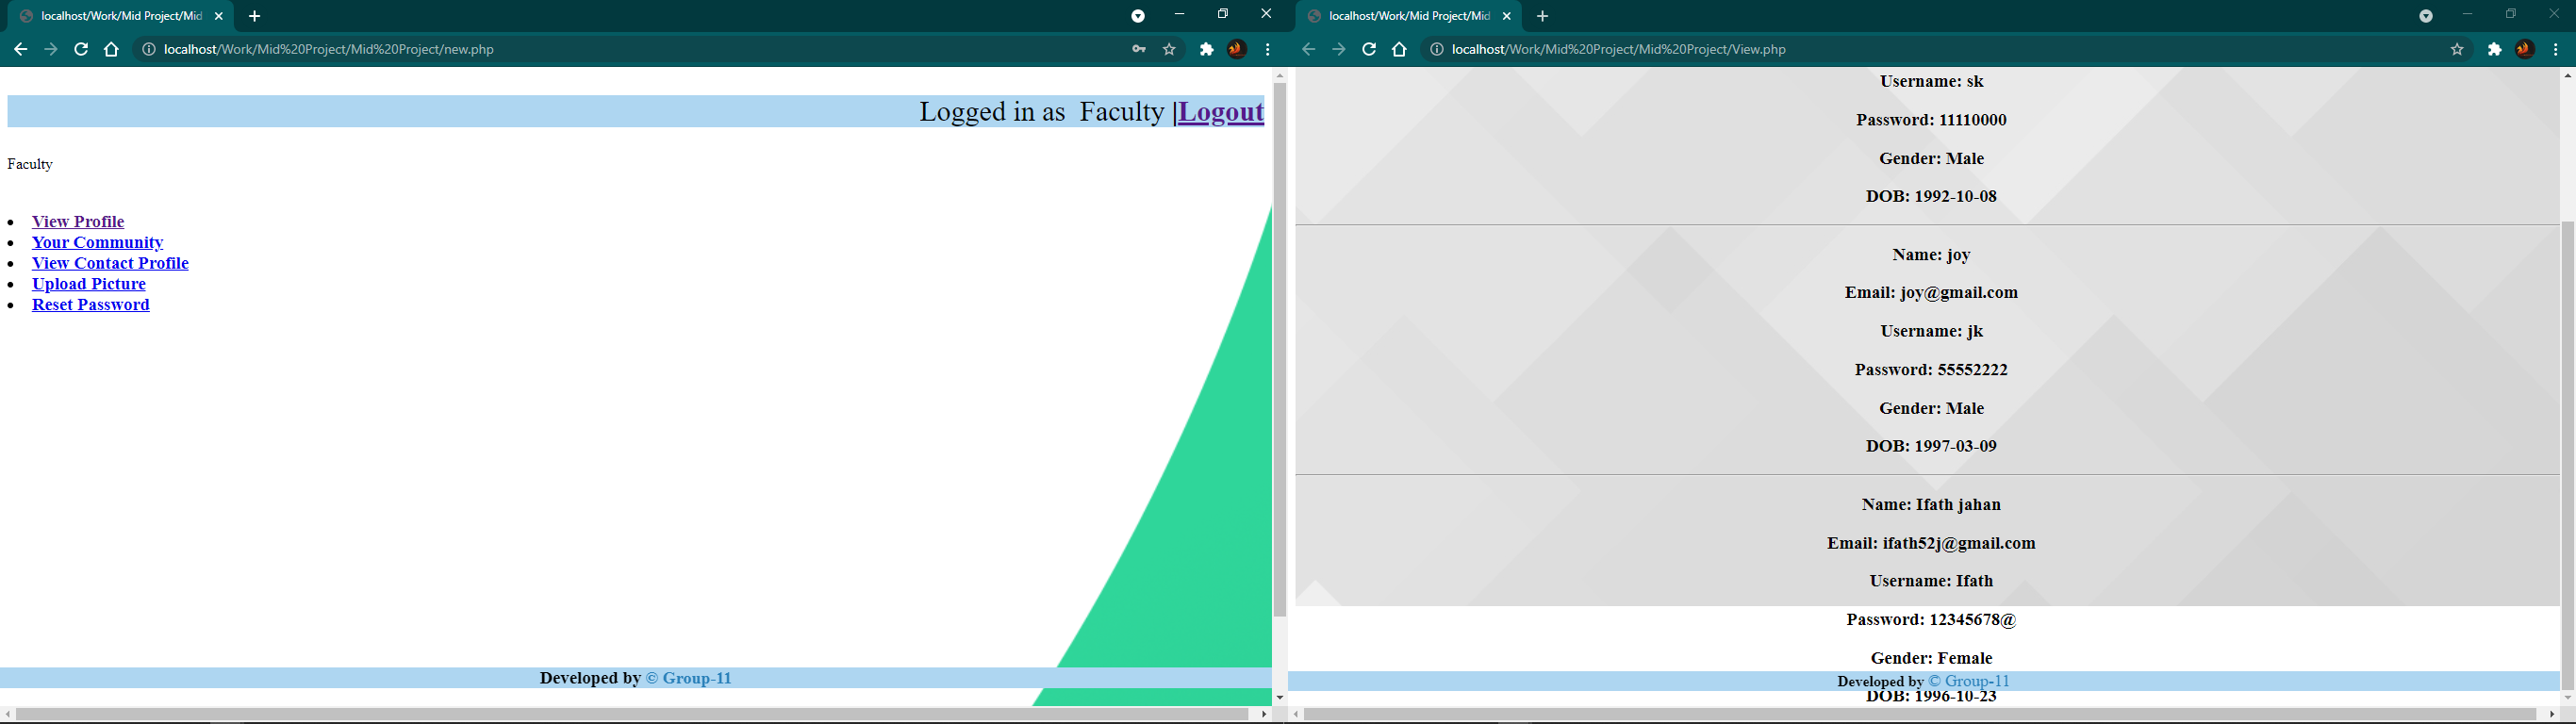 localhost/Work/Mid Project/Mid
localhost/Work/Mid%20Project/Mid%20Project/new.php
Logged in as Faculty |Logout
Faculty
View Profile
Your Community
View Contact Profile
Upload Picture
Reset Password
Developed by © Group-11
localhost/Work/Mid Project/Mid
localhost/Work/Mid%20Project/Mid%20Project/View.php
Username: sk
Password: 11110000
Gender: Male
DOB: 1992-10-08
Name: joy
Email: joy@gmail.com
Username: jk
Password: 55552222
Gender: Male
DOB: 1997-03-09
Name: Ifath jahan
Email: ifath52j@gmail.com
Username: Ifath
Password: 12345678@
Gender: Female
Developed by © Group-11
DOB: 1996-10-23